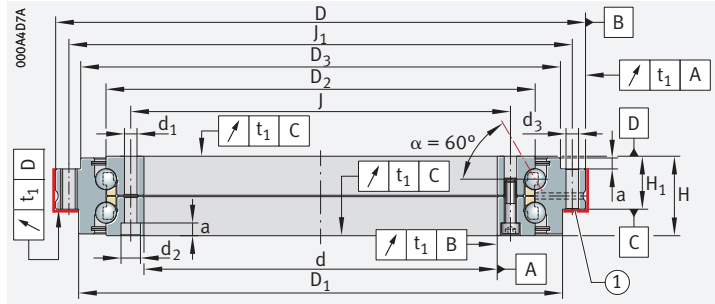 000A4D7A
D
B
J1
D3
t1 A
D2
J
d1
t1 C
α = 60°
d3
D
t1 D
t1 C
a
H1
H
a
d2
t1 B
C
d
A
D1
1